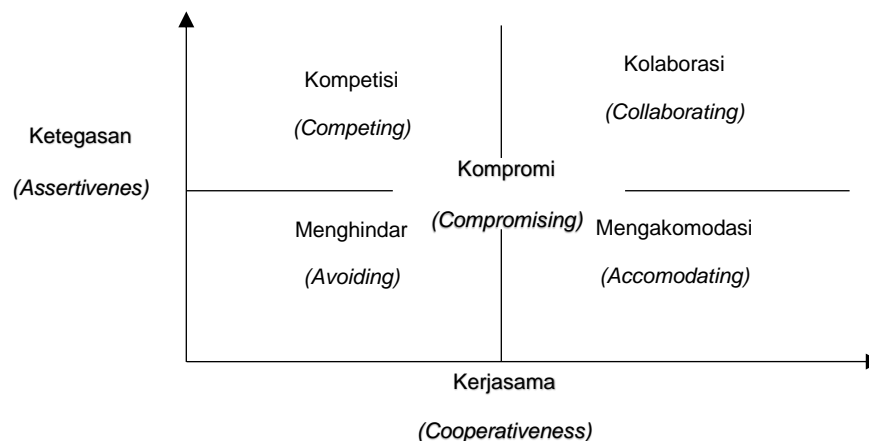 Kompetisi
(Competing)
Kolaborasi
(Collaborating)
Ketegasan
(Assertivenes)
Kompromi
(Compromising)
Menghindar
(Avoiding)
Mengakomodasi
(Accomodating)
Kerjasama
(Cooperativeness)